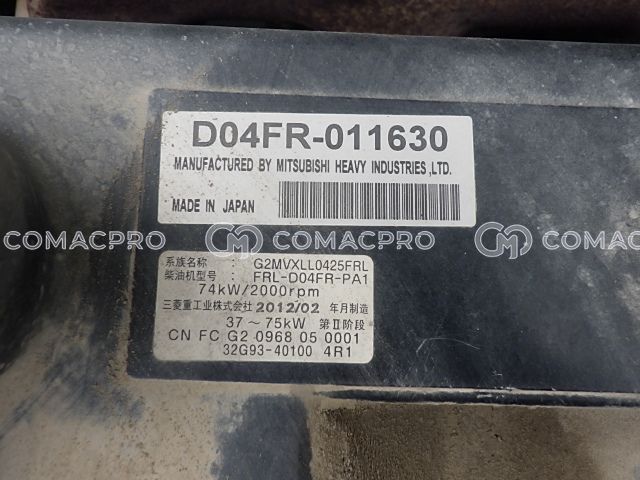 D04FR-011630
MANUFACTURED BY MITSUBISHI HEAVY INDUSTRIES,LTD.
MADE IN JAPAN
COMACPRO COMACPRO COMACPRO
系族名称: G2MVXLL0425FRL
柴油机型号: FRL-D04FR-PA1
74kW/2000rpm
三菱重工业株式会社 2012/02 年月制造
37~75kW 第Ⅱ阶段
CN FC G2 0968 05 0001
32G93-40100 4R1